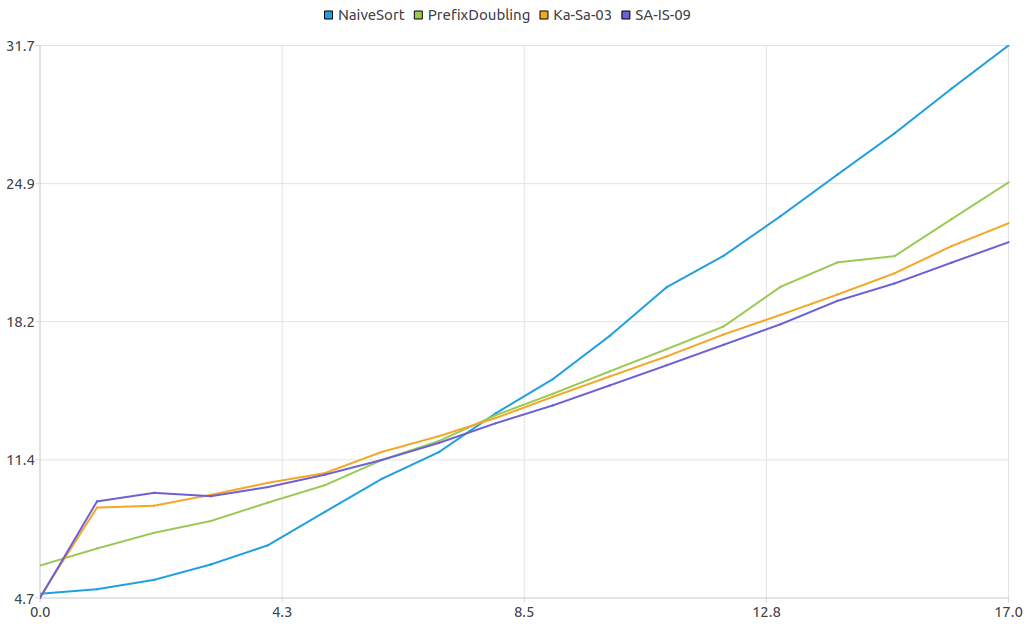 NaiveSort PrefixDoubling Ka-Sa-03 SA-IS-09
31.7
24.9
18.2
11.4
4.7
0.0 4.3 8.5 12.8 17.0